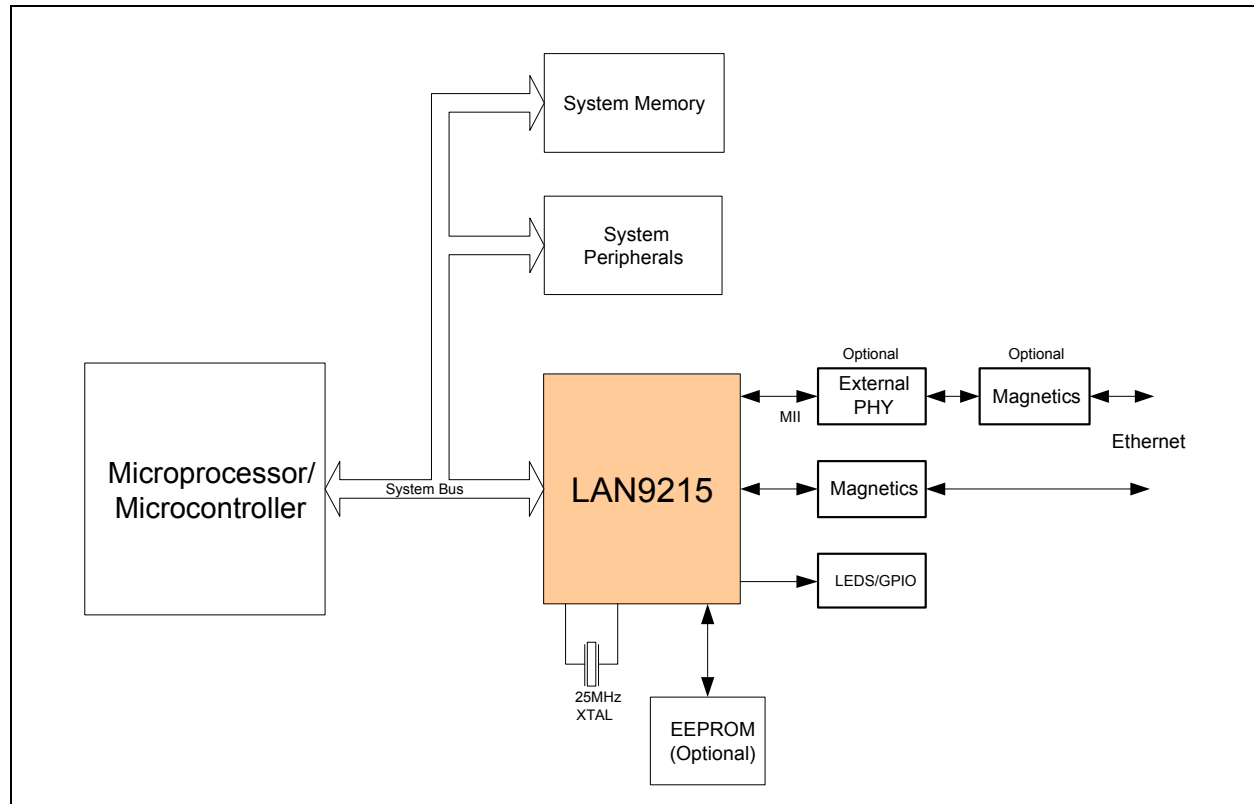 System Memory
System
Peripherals
Optional
Optional
External
PHY
Magnetics
MII
Ethernet
Microprocessor/
Microcontroller
System Bus
LAN9215
Magnetics
LEDS/GPIO
25MHz
XTAL
EEPROM
(Optional)